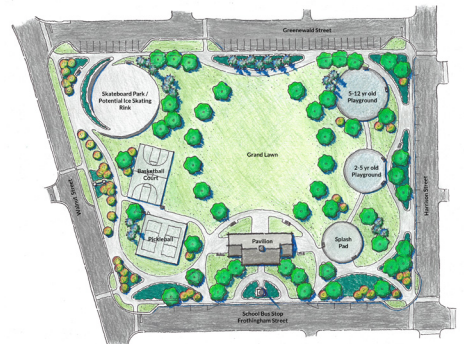 Greenewald Street
Skateboard Park /
Potential Ice Skating
Rink
5-12 yr old
Playground
Grand Lawn
Basketball
Court
2-5 yr old
Playground
Walnut Street
Harrison Street
Pickleball
Pavilion
Splash
Pad
School Bus Stop
Frothingham Street